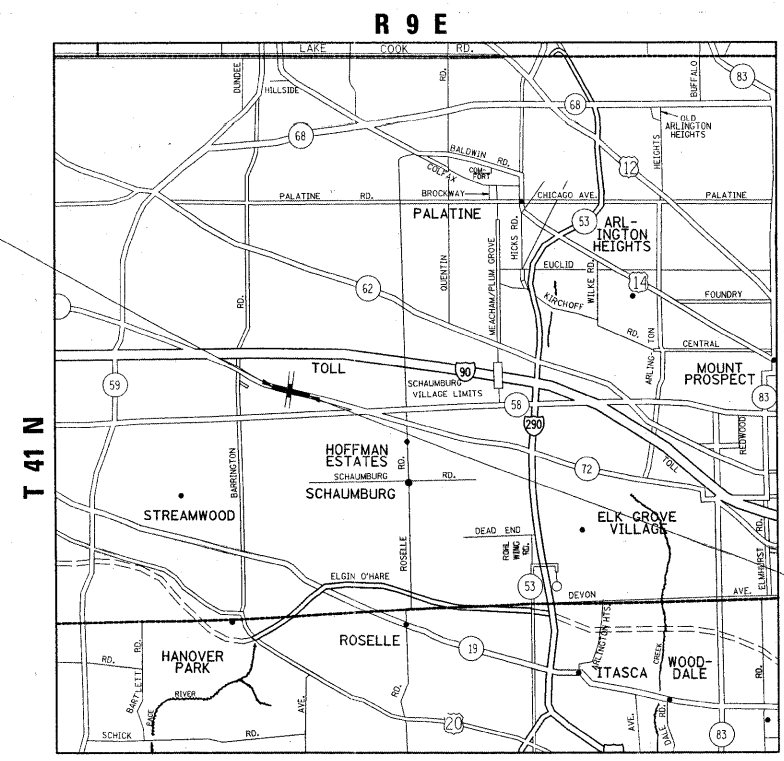 R 9 E
LAKE COOK RD.
DUNDEE
HILLSIDE
RD.
BUFFALO
83
68
68
OLD
ARLINGTON
HEIGHTS
HEIGHTS
BALDWIN RD.
COLFAX
COM-
FORT
12
BROCKWAY
CHICAGO AVE.
PALATINE RD.
PALATINE
PALATINE
53
ARL-
INGTON
HEIGHTS
HICKS RD.
QUENTIN
MEACHAM/PLUM GROVE
EUCLID
WILKE RD.
14
KIRCHOFF
RD.
FOUNDRY
62
RD.
CENTRAL
ARLING-
TON
TOLL
90
MOUNT
PROSPECT
59
SCHAUMBURG
VILLAGE LIMITS
58
83
290
REDWOOD
T 41 N
HOFFMAN
ESTATES
RD.
TOLL
72
BARRINGTON
SCHAUMBURG RD.
SCHAUMBURG
STREAMWOOD
ELK GROVE
VILLAGE
DEAD END
ROHL
WING
RD.
ROSELLE
ELMHURST RD.
ELGIN O'HARE
53
DEVON AVE.
ROSELLE
19
ARLINGTON HTS.
HANOVER
PARK
RD.
BARTLETT RD.
ITASCA
CREEK
WOOD-
DALE
RD.
RIVER
PAGE
AVE.
RD.
20
AVE.
DALE RD.
83
SCHICK RD.